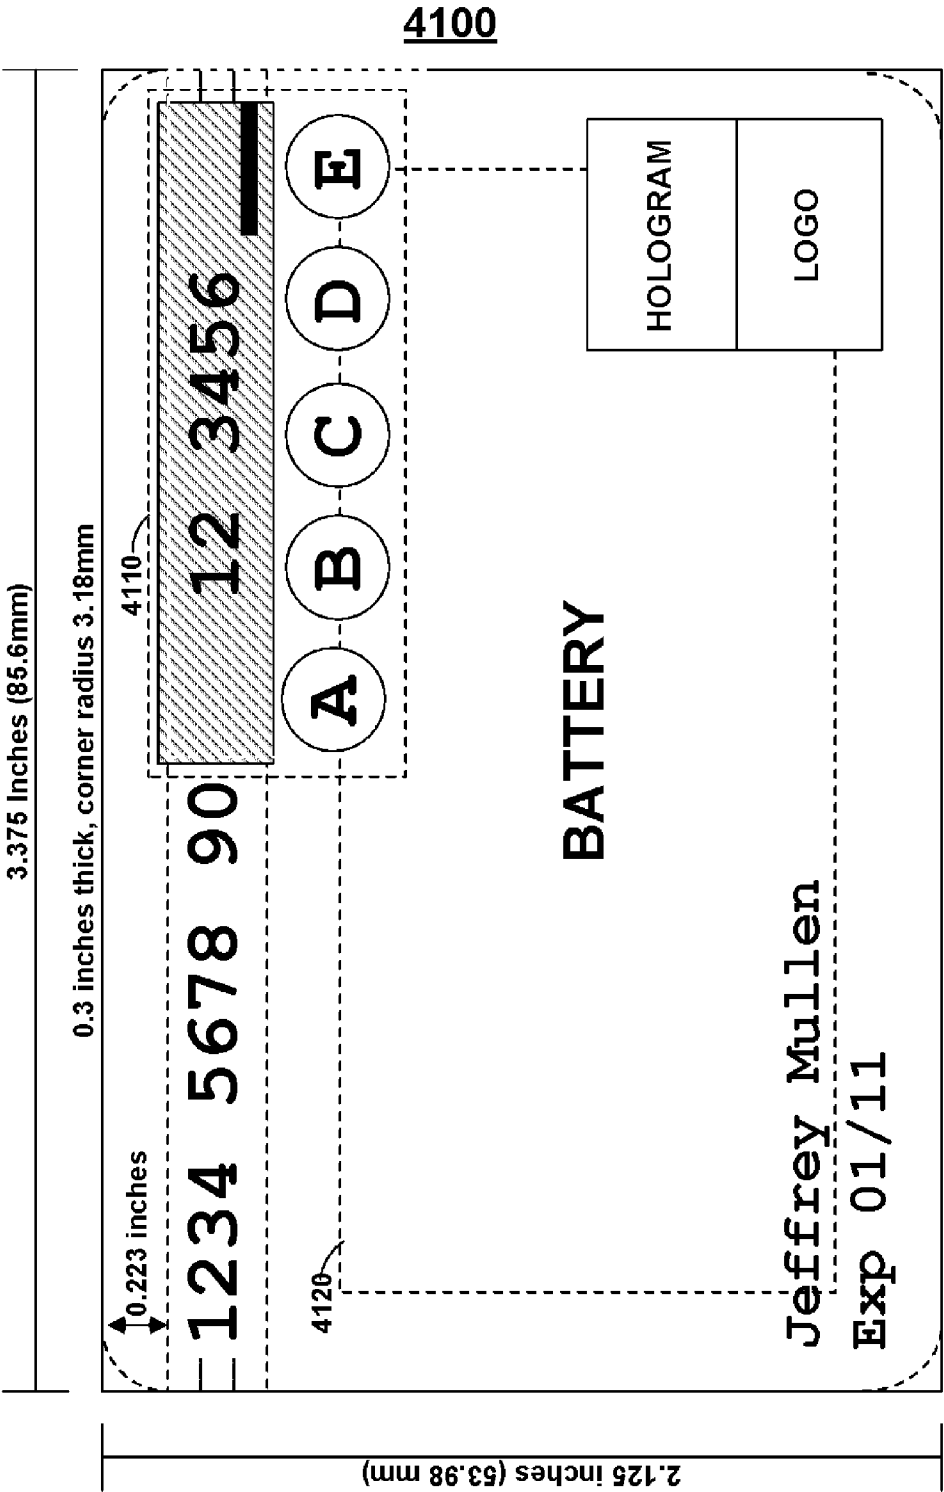 4100
3.375 Inches (85.6mm)
0.3 inches thick, corner radius 3.18mm
0.223 inches
4110
1234 5678 90 12 3456
A B C D E
4120
BATTERY
HOLOGRAM
LOGO
Jeffrey Mullen
Exp 01/11
2.125 inches (53.98 mm)